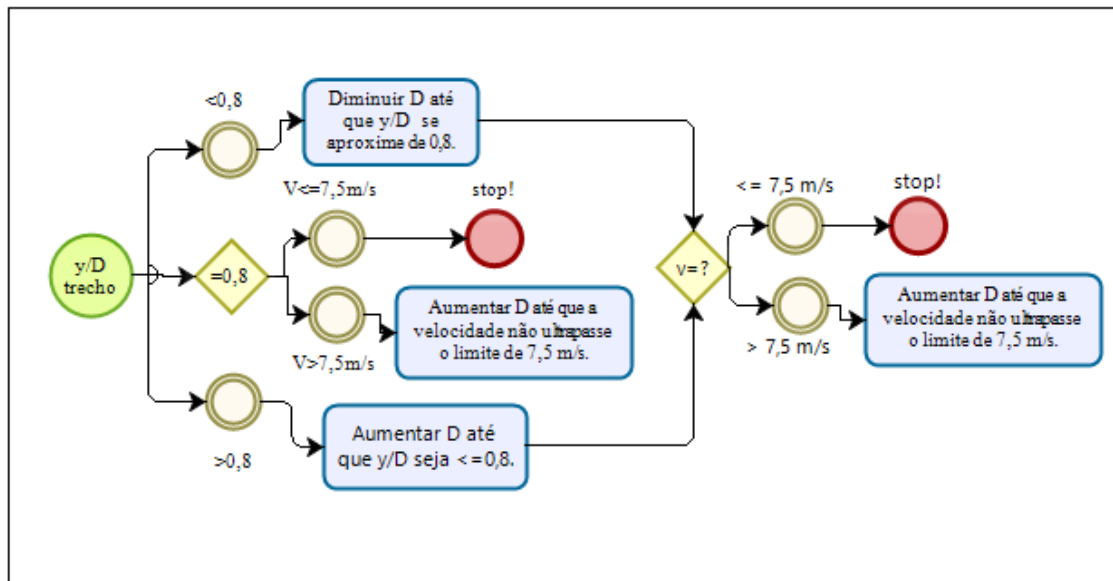 <0,8
Diminuir D até
que y/D se
aproxime de 0,8.
V<=7,5m/s
stop!
y/D
trecho
=0,8
V>7,5m/s
Aumentar D até que a
velocidade não ultrapasse
o limite de 7,5 m/s.
>0,8
Aumentar D até
que y/D seja <=0,8.
v=?
<= 7,5 m/s
stop!
> 7,5 m/s
Aumentar D até que a
velocidade não ultrapasse
o limite de 7,5 m/s.